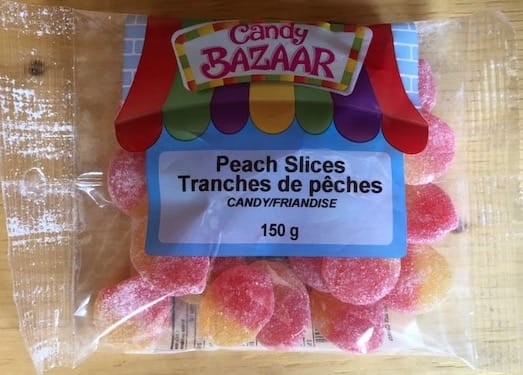 Candy
BAZAAR
Peach Slices
Tranches de pêches
CANDY/FRIANDISE
150 g